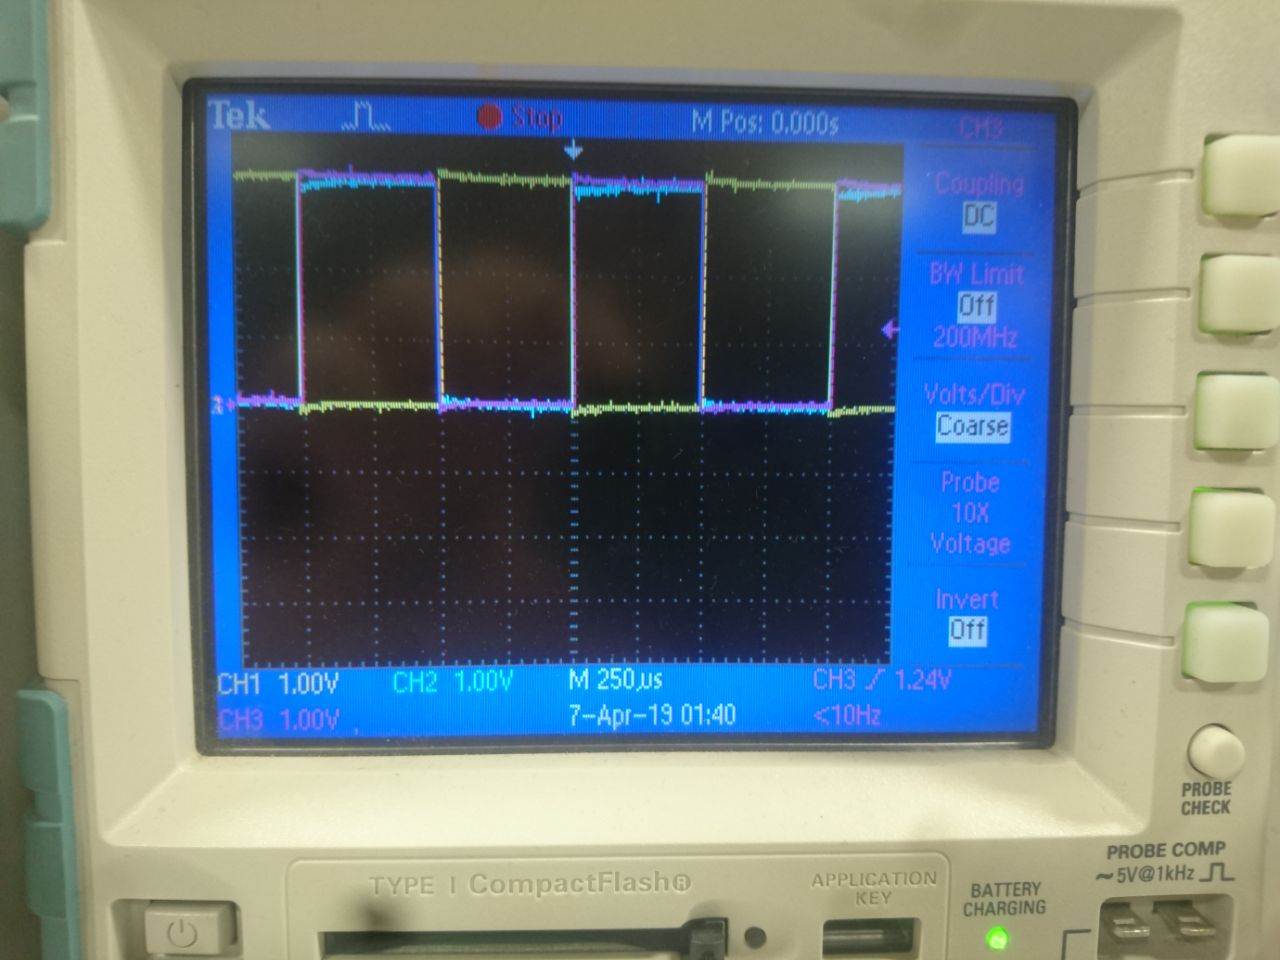 Tek Stop M Pos: 0.000s CH3
Coupling
DC
BW Limit
Off
200MHz
Volts/Div
Coarse
Probe
10X
Voltage
Invert
Off
CH1 1.00V CH2 1.00V M 250µs CH3 1.24V
CH3 1.00V 7-Apr-19 01:40 <10Hz
PROBE
CHECK
PROBE COMP
~5V@1kHz
TYPE I CompactFlash®
APPLICATION
KEY
BATTERY
CHARGING